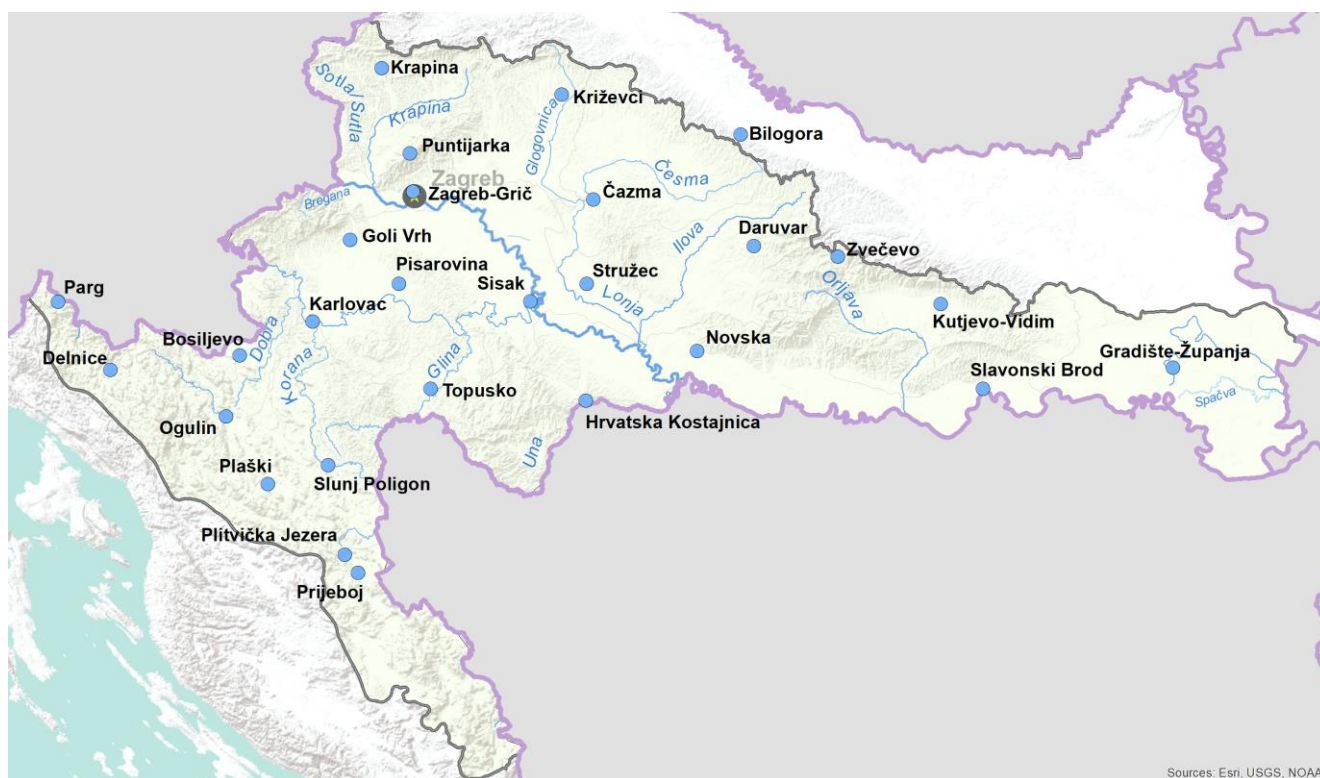 Krapina
Sotla/Sutla
Krapina
Glogovnica
Križevci
Bilogora
Puntijarka
Česma
Zagreb
Zagreb-Grič
Čazma
Bregana
Goli Vrh
Ilova
Daruvar
Zvečevo
Pisarovina
Stružec
Sisak
Lonja
Orljava
Parg
Karlovac
Kutjevo-Vidim
Bosiljevo
Dobra
Korana
Glina
Novska
Gradište-Županja
Delnice
Topusko
Slavonski Brod
Spačva
Hrvatska Kostajnica
Ogulin
Una
Plaški
Slunj Poligon
Plitvička Jezera
Prijeboj
Sources: Esri, USGS, NOAA